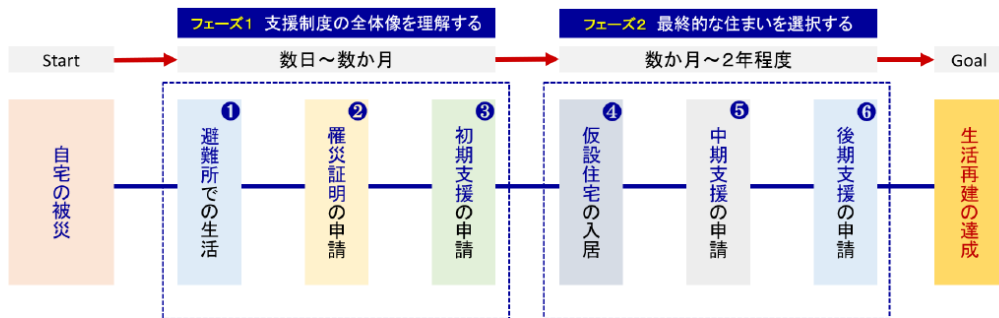 フェーズ1 支援制度の全体像を理解する
フェーズ2 最終的な住まいを選択する
Start
数日～数か月
数か月～2年程度
Goal
自宅の被災
❶
避難所での生活
❷
罹災証明の申請
❸
初期支援の申請
❹
仮設住宅の入居
❺
中期支援の申請
❻
後期支援の申請
生活再建の達成